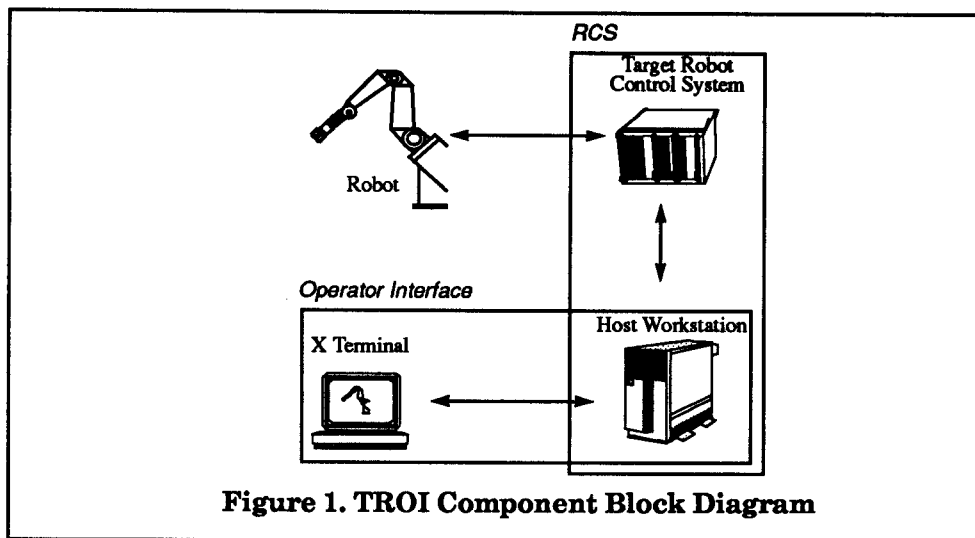 RCS
Target Robot
Control System
Robot
Operator Interface
Host Workstation
X Terminal
Figure 1. TROI Component Block Diagram